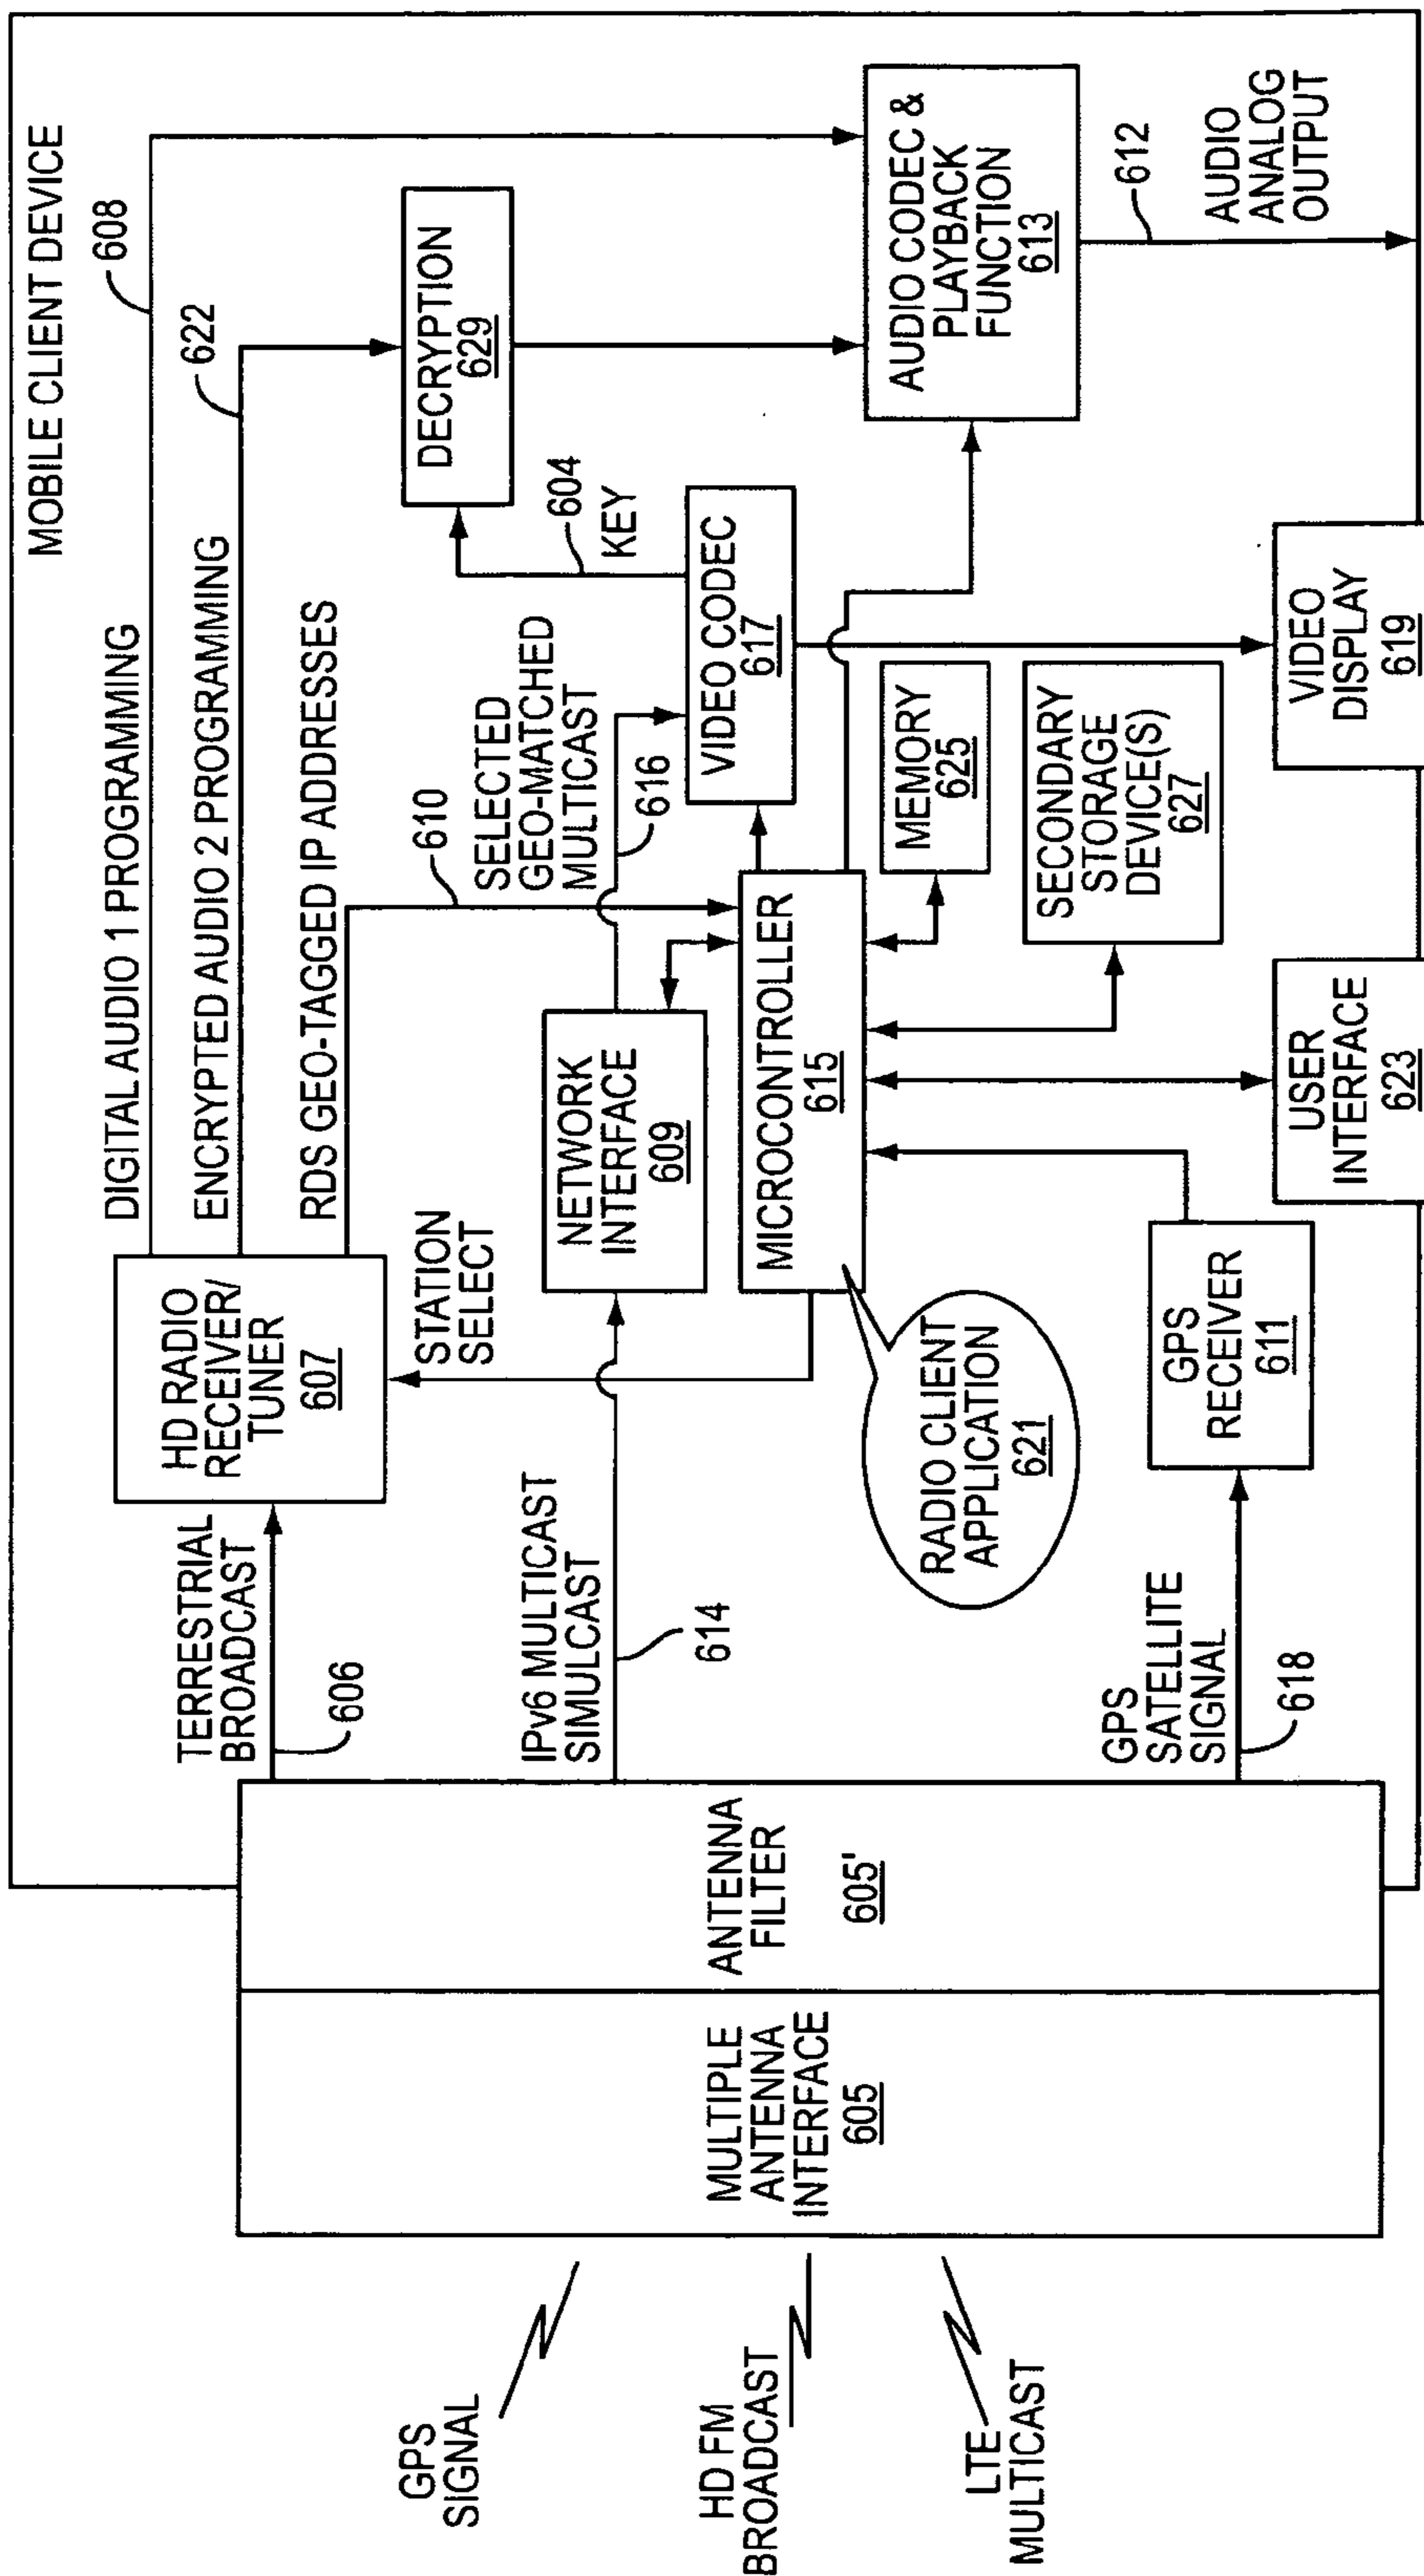 MOBILE CLIENT DEVICE
GPS
SIGNAL
HD FM
BROADCAST
LTE
MULTICAST
MULTIPLE
ANTENNA
INTERFACE
605
ANTENNA
FILTER
605'
TERRESTRIAL
BROADCAST
606
IPv6 MULTICAST
SIMULCAST
614
GPS
SATELLITE
SIGNAL
618
HD RADIO
RECEIVER/
TUNER
607
STATION
SELECT
DIGITAL AUDIO 1 PROGRAMMING
608
ENCRYPTED AUDIO 2 PROGRAMMING
622
RDS GEO-TAGGED IP ADDRESSES
610
NETWORK
INTERFACE
609
SELECTED
GEO-MATCHED
MULTICAST
616
MICROCONTROLLER
615
RADIO CLIENT
APPLICATION
621
GPS
RECEIVER
611
VIDEO CODEC
617
604
KEY
DECRYPTION
629
MEMORY
625
SECONDARY
STORAGE
DEVICE(S)
627
USER
INTERFACE
623
VIDEO
DISPLAY
619
AUDIO CODEC &
PLAYBACK
FUNCTION
613
612
AUDIO
ANALOG
OUTPUT